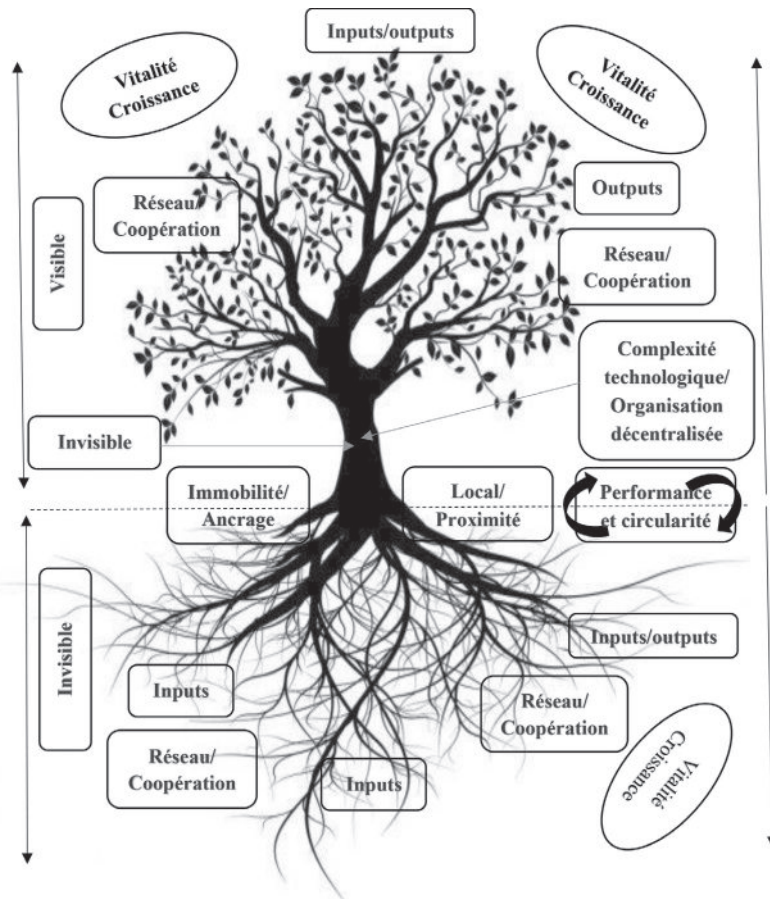 Inputs/outputs
Vitalité
Croissance
Vitalité
Croissance
Réseau/
Coopération
Outputs
Visible
Réseau/
Coopération
Complexité
technologique/
Organisation
décentralisée
Invisible
Immobilité/
Ancrage
Local/
Proximité
Performance
et circularité
Invisible
Inputs/outputs
Inputs
Réseau/
Coopération
Réseau/
Coopération
Inputs
Vitalité
Croissance